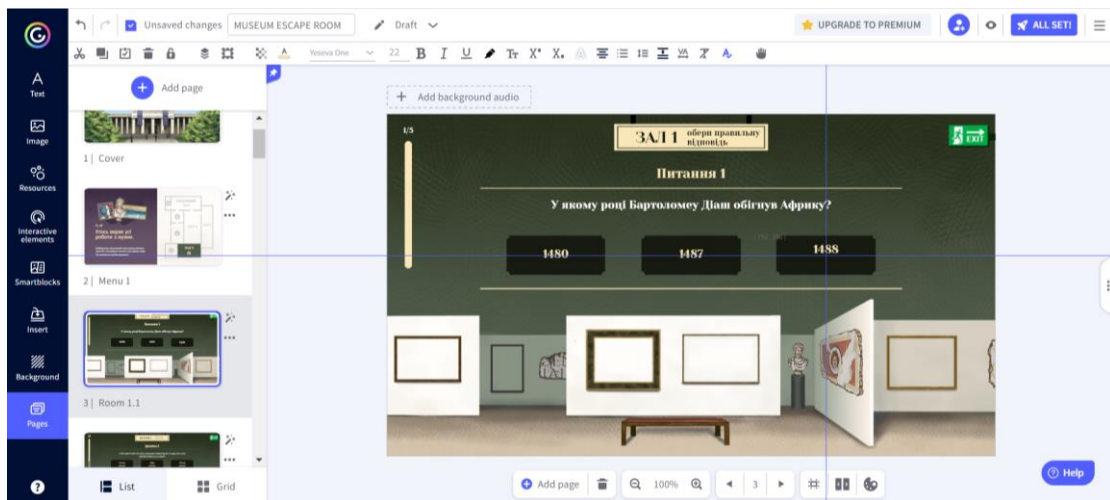 Unsaved changes
MUSEUM ESCAPE ROOM
Draft
UPGRADE TO PREMIUM
ALL SET!
Yeseva One
22
B I U
Text
Image
Resources
Interactive
elements
Smartblocks
Insert
Background
Pages
Add page
1 | Cover
2 | Menu 1
3 | Room 1.1
List
Grid
Add background audio
1/5
ЗАЛ 1
обери правильну
відповідь
EXIT
Питання 1
У якому році Бартоломеу Діаш обігнув Африку?
1480
1487
1488
Add page
100%
3
Help